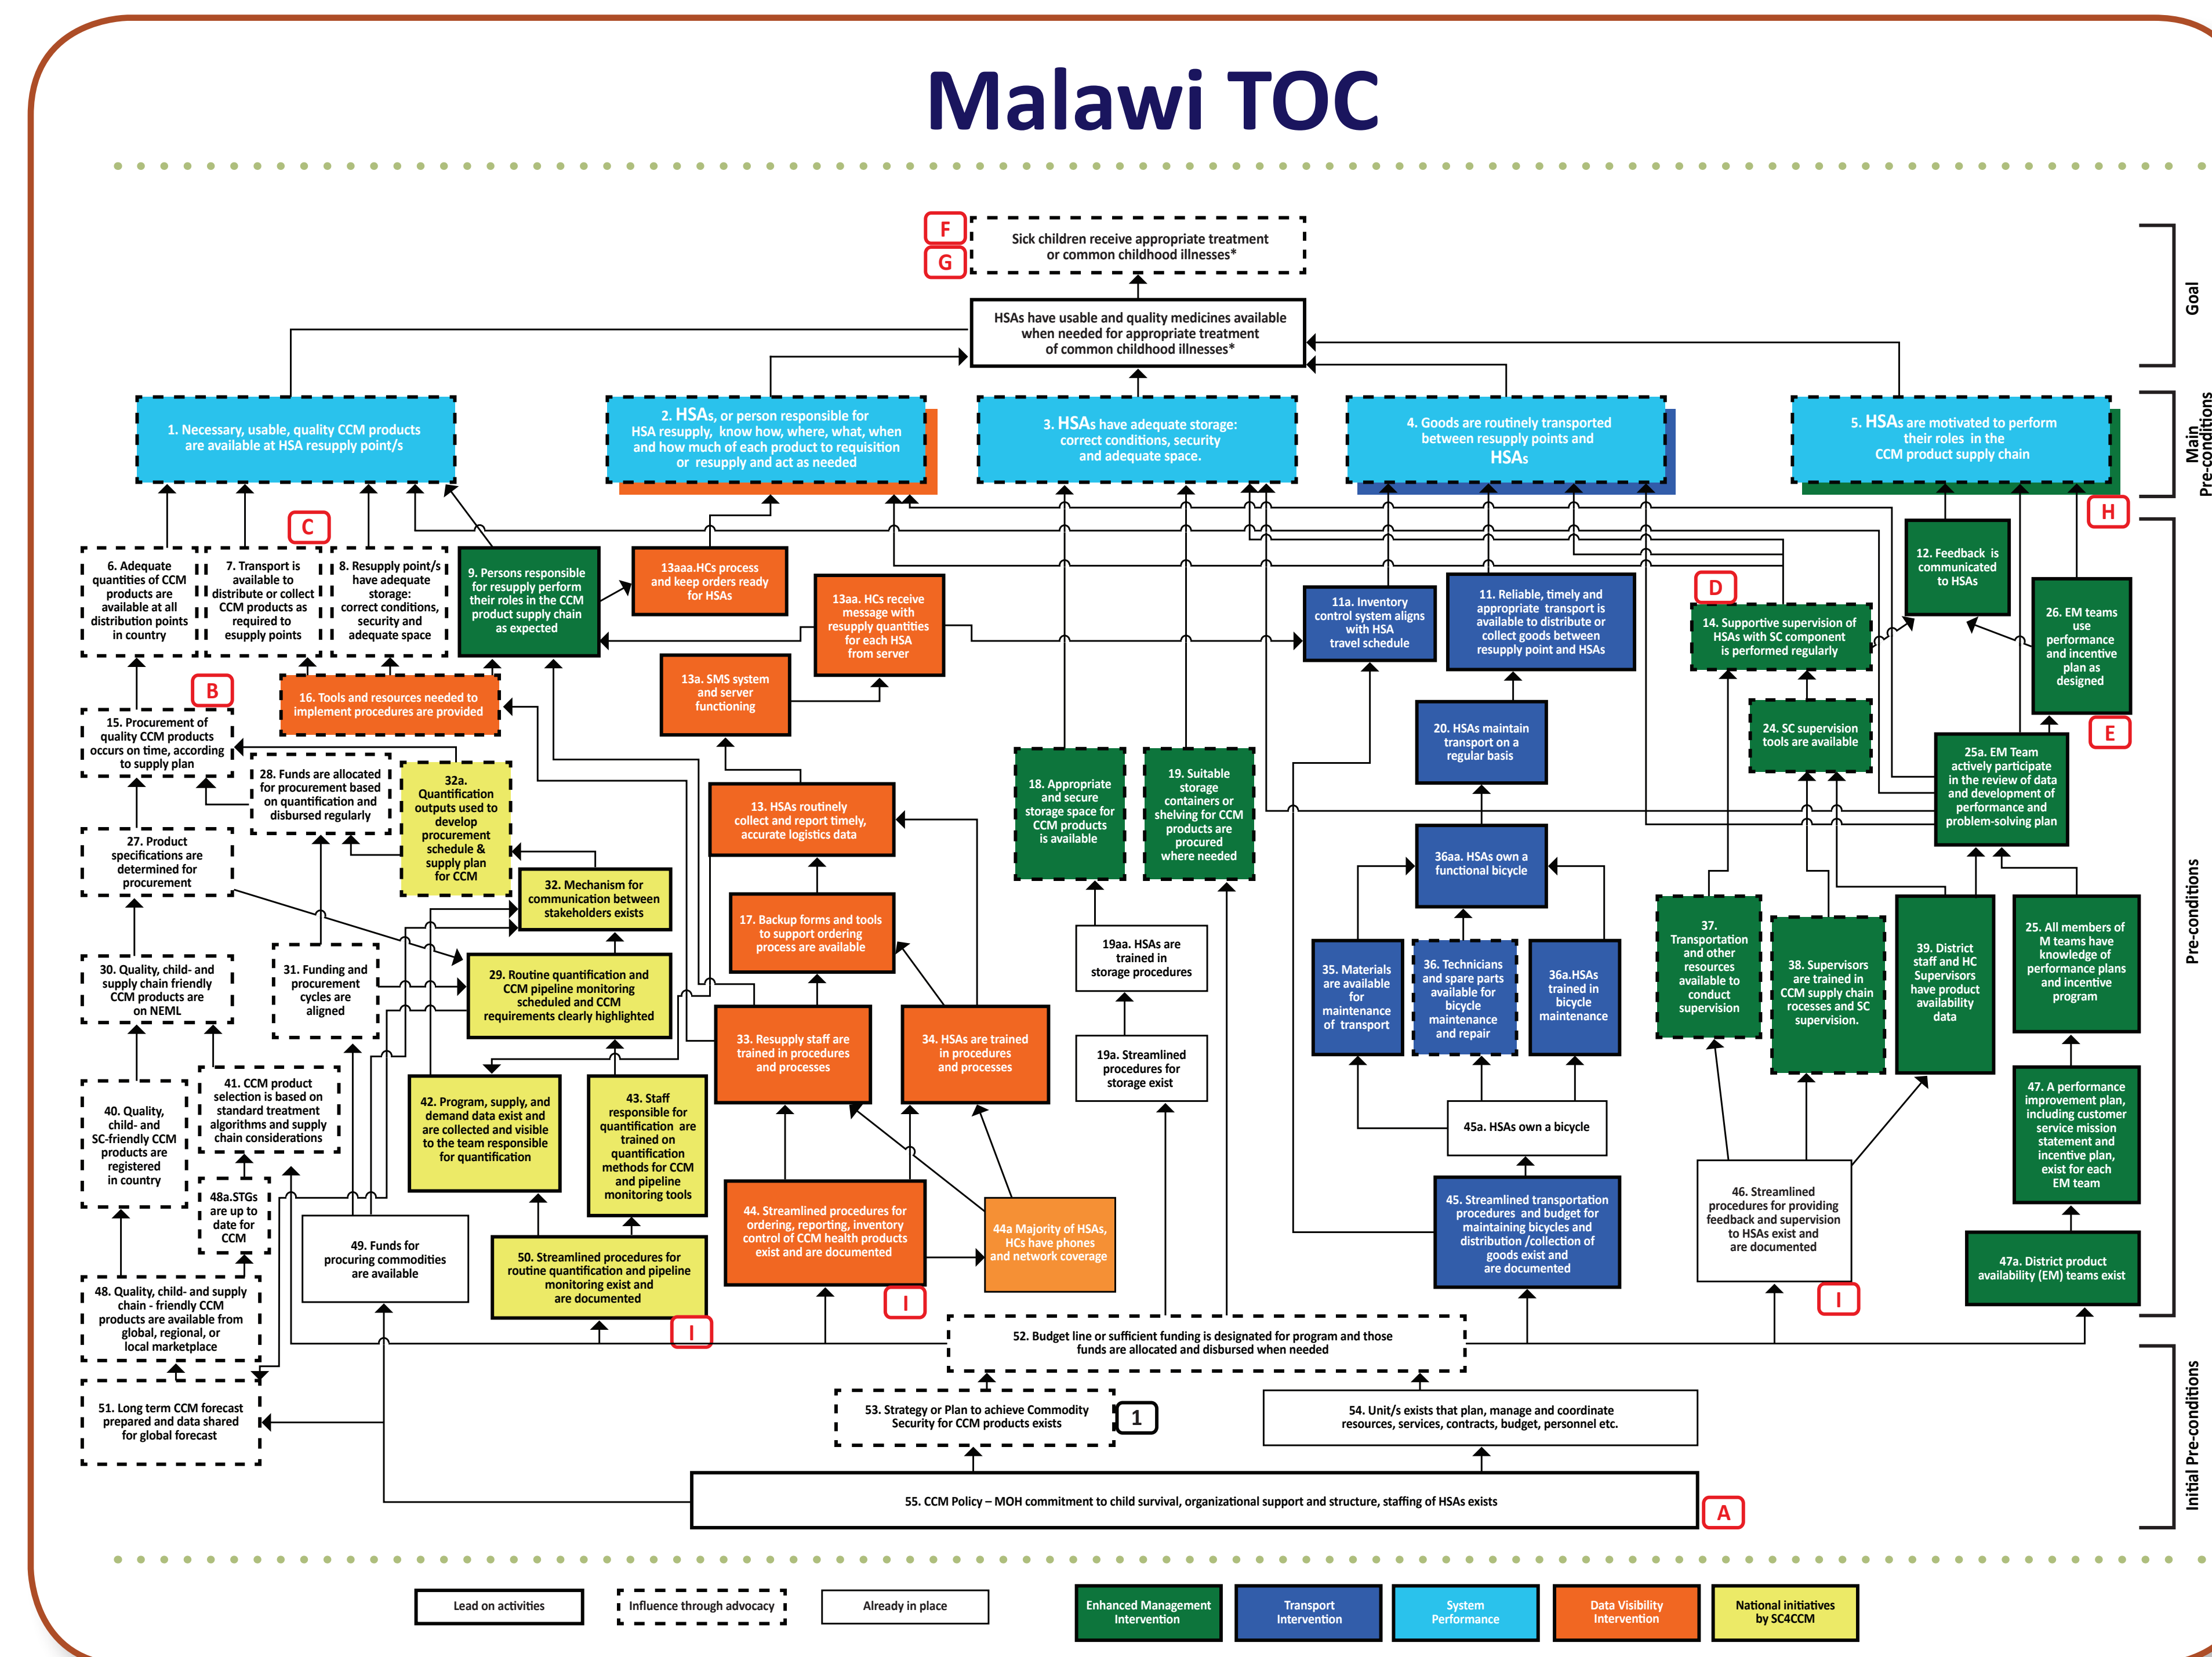 Malawi TOC
F
G
Sick children receive appropriate treatment
or common childhood illnesses*
HSAs have usable and quality medicines available
when needed for appropriate treatment
of common childhood illnesses*
Goal
1. Necessary, usable, quality CCM products
are available at HSA resupply point/s
2. HSAs, or person responsible for
HSA resupply, know how, where, what, when
and how much of each product to requisition
or resupply and act as needed
3. HSAs have adequate storage:
correct conditions, security
and adequate space.
4. Goods are routinely transported
between resupply points and
HSAs
5. HSAs are motivated to perform
their roles in the
CCM product supply chain
Main
Pre-conditions
H
C
6. Adequate
quantities of CCM
products are
available at all
distribution points
in country
7. Transport is
available to
distribute or collect
CCM products as
required to
esupply points
8. Resupply point/s
have adequate
storage:
correct conditions,
security and
adequate space
9. Persons responsible
for resupply perform
their roles in the CCM
product supply chain
as expected
13aaa.HCs process
and keep orders ready
for HSAs
13aa. HCs receive
message with
resupply quantities
for each HSA
from server
11a. Inventory
control system aligns
with HSA
travel schedule
11. Reliable, timely and
appropriate transport is
available to distribute or
collect goods between
resupply point and HSAs
D
14. Supportive supervision of
HSAs with SC component
is performed regularly
12. Feedback is
communicated
to HSAs
26. EM teams
use
performance
and incentive
plan as
designed
E
B
16. Tools and resources needed to
implement procedures are provided
13a. SMS system
and server
functioning
15. Procurement of
quality CCM products
occurs on time, according
to supply plan
28. Funds are allocated
for procurement based
on quantification and
disbursed regularly
32a.
Quantification
outputs used to
develop
procurement
schedule &
supply plan
for CCM
13. HSAs routinely
collect and report timely,
accurate logistics data
18. Appropriate
and secure
storage space for
CCM products
is available
19. Suitable
storage
containers or
shelving for CCM
products are
procured
where needed
20. HSAs maintain
transport on a
regular basis
24. SC supervision
tools are available
25a. EM Team
actively participate
in the review of data
and development of
performance and
problem-solving plan
27. Product
specifications are
determined for
procurement
32. Mechanism for
communication between
stakeholders exists
17. Backup forms and tools
to support ordering
process are available
36aa. HSAs own a
functional bicycle
Pre-conditions
30. Quality, child- and
supply chain friendly
CCM products are
on NEML
31. Funding and
procurement
cycles are
aligned
29. Routine quantification and
CCM pipeline monitoring
scheduled and CCM
requirements clearly highlighted
19aa. HSAs are
trained in
storage procedures
35. Materials
are available
for
maintenance
of transport
36. Technicians
and spare parts
available for
bicycle
maintenance
and repair
36a.HSAs
trained in
bicycle
maintenance
37.
Transportation
and other
resources
available to
conduct
supervision
38. Supervisors
are trained in
CCM supply chain
rocesses and SC
supervision.
39. District
staff and HC
Supervisors
have product
availability
data
25. All members of
M teams have
knowledge of
performance plans
and incentive
program
33. Resupply staff are
trained in procedures
and processes
34. HSAs are trained
in procedures
and processes
19a. Streamlined
procedures for
storage exist
40. Quality,
child- and
SC-friendly CCM
products are
registered
in country
41. CCM product
selection is based on
standard treatment
algorithms and supply
chain considerations
42. Program, supply, and
demand data exist and
are collected and visible
to the team responsible
for quantification
43. Staff
responsible for
quantification are
trained on
quantification
methods for CCM
and pipeline
monitoring tools
45a. HSAs own a bicycle
47. A performance
improvement plan,
including customer
service mission
statement and
incentive plan,
exist for each
EM team
48a.STGs
are up to
date for
CCM
49. Funds for
procuring commodities
are available
44. Streamlined procedures for
ordering, reporting, inventory
control of CCM health products
exist and are documented
44a Majority of HSAs,
HCs have phones
and network coverage
45. Streamlined transportation
procedures and budget for
maintaining bicycles and
distribution /collection of
goods exist and
are documented
46. Streamlined
procedures for providing
feedback and supervision
to HSAs exist and
are documented
47a. District product
availability (EM) teams exist
48. Quality, child- and supply
chain - friendly CCM
products are available from
global, regional, or
local marketplace
50. Streamlined procedures for
routine quantification and pipeline
monitoring exist and
are documented
I
I
I
52. Budget line or sufficient funding is designated for program and those
funds are allocated and disbursed when needed
51. Long term CCM forecast
prepared and data shared
for global forecast
53. Strategy or Plan to achieve Commodity
Security for CCM products exists
1
54. Unit/s exists that plan, manage and coordinate
resources, services, contracts, budget, personnel etc.
Initial Pre-conditions
55. CCM Policy – MOH commitment to child survival, organizational support and structure, staffing of HSAs exists
A
Lead on activities
Influence through advocacy
Already in place
Enhanced Management
Intervention
Transport
Intervention
System
Performance
Data Visibility
Intervention
National initiatives
by SC4CCM